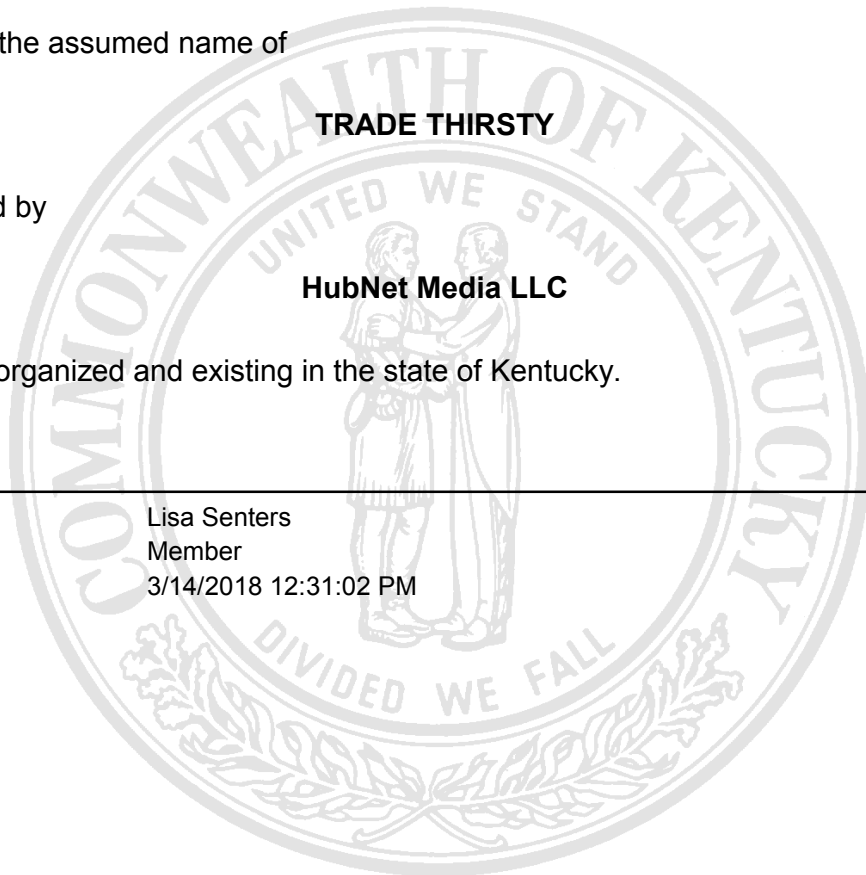 the assumed name of
TRADE THIRSTY
d by
HubNet Media LLC
organized and existing in the state of Kentucky.
Lisa Senters
Member
3/14/2018 12:31:02 PM
COMMONWEALTH OF KENTUCKY
UNITED WE STAND
DIVIDED WE FALL